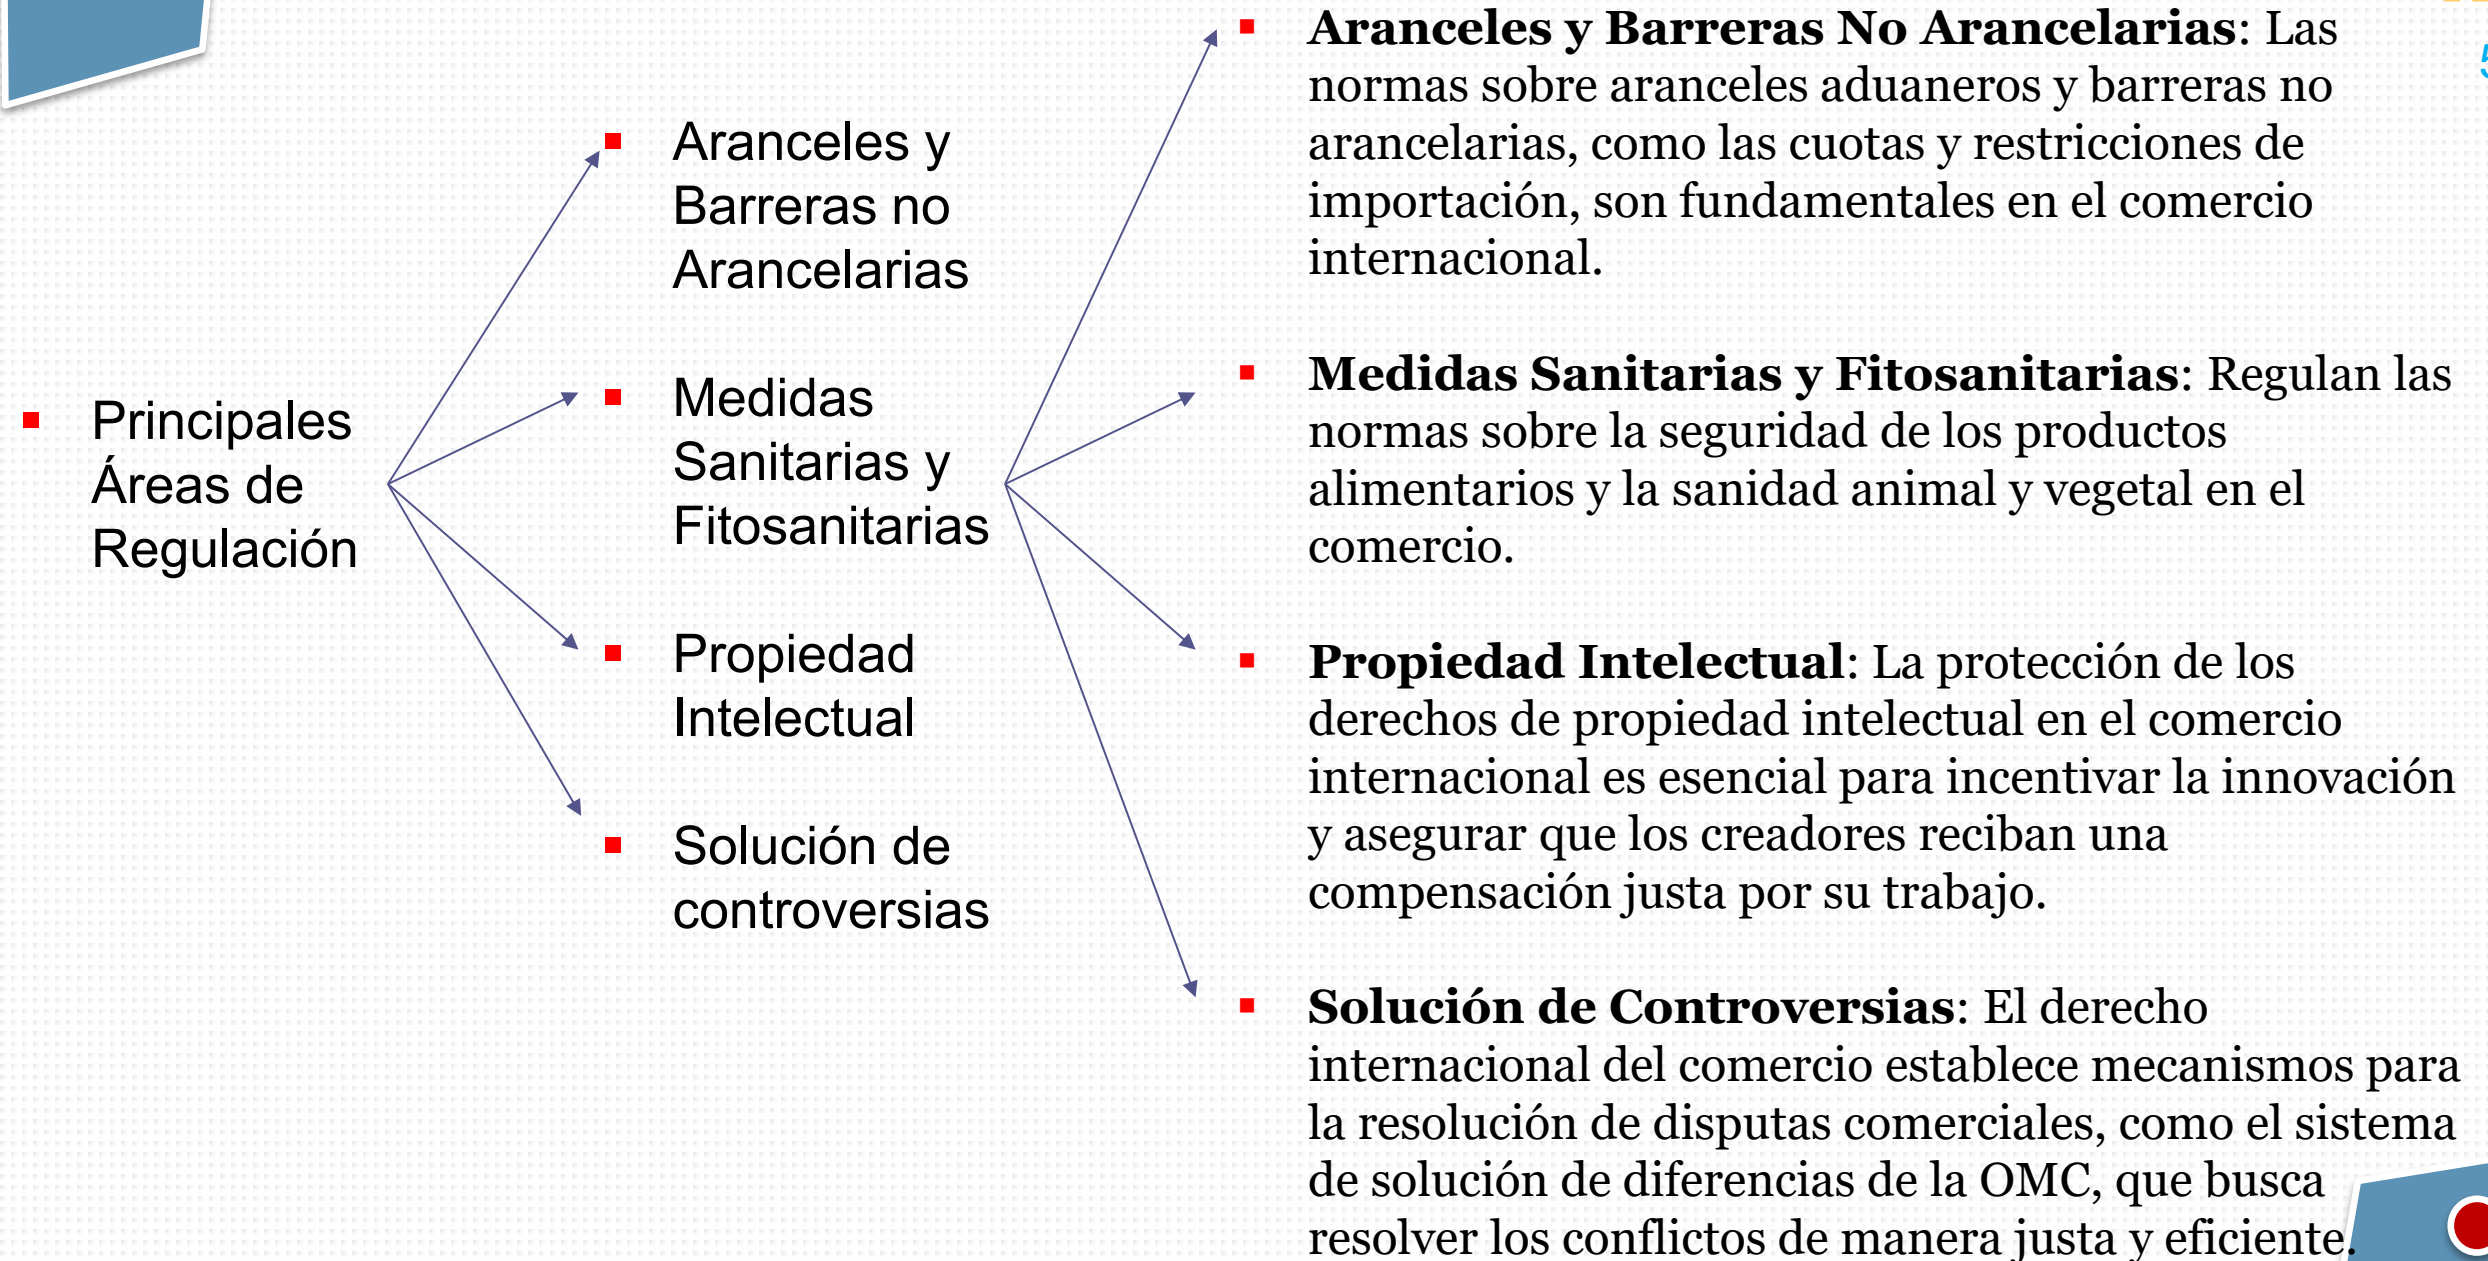 Principales
Áreas de
Regulación
Aranceles y
Barreras no
Arancelarias
Medidas
Sanitarias y
Fitosanitarias
Propiedad
Intelectual
Solución de
controversias
Aranceles y Barreras No Arancelarias: Las
normas sobre aranceles aduaneros y barreras no
arancelarias, como las cuotas y restricciones de
importación, son fundamentales en el comercio
internacional.
Medidas Sanitarias y Fitosanitarias: Regulan las
normas sobre la seguridad de los productos
alimentarios y la sanidad animal y vegetal en el
comercio.
Propiedad Intelectual: La protección de los
derechos de propiedad intelectual en el comercio
internacional es esencial para incentivar la innovación
y asegurar que los creadores reciban una
compensación justa por su trabajo.
Solución de Controversias: El derecho
internacional del comercio establece mecanismos para
la resolución de disputas comerciales, como el sistema
de solución de diferencias de la OMC, que busca
resolver los conflictos de manera justa y eficiente.